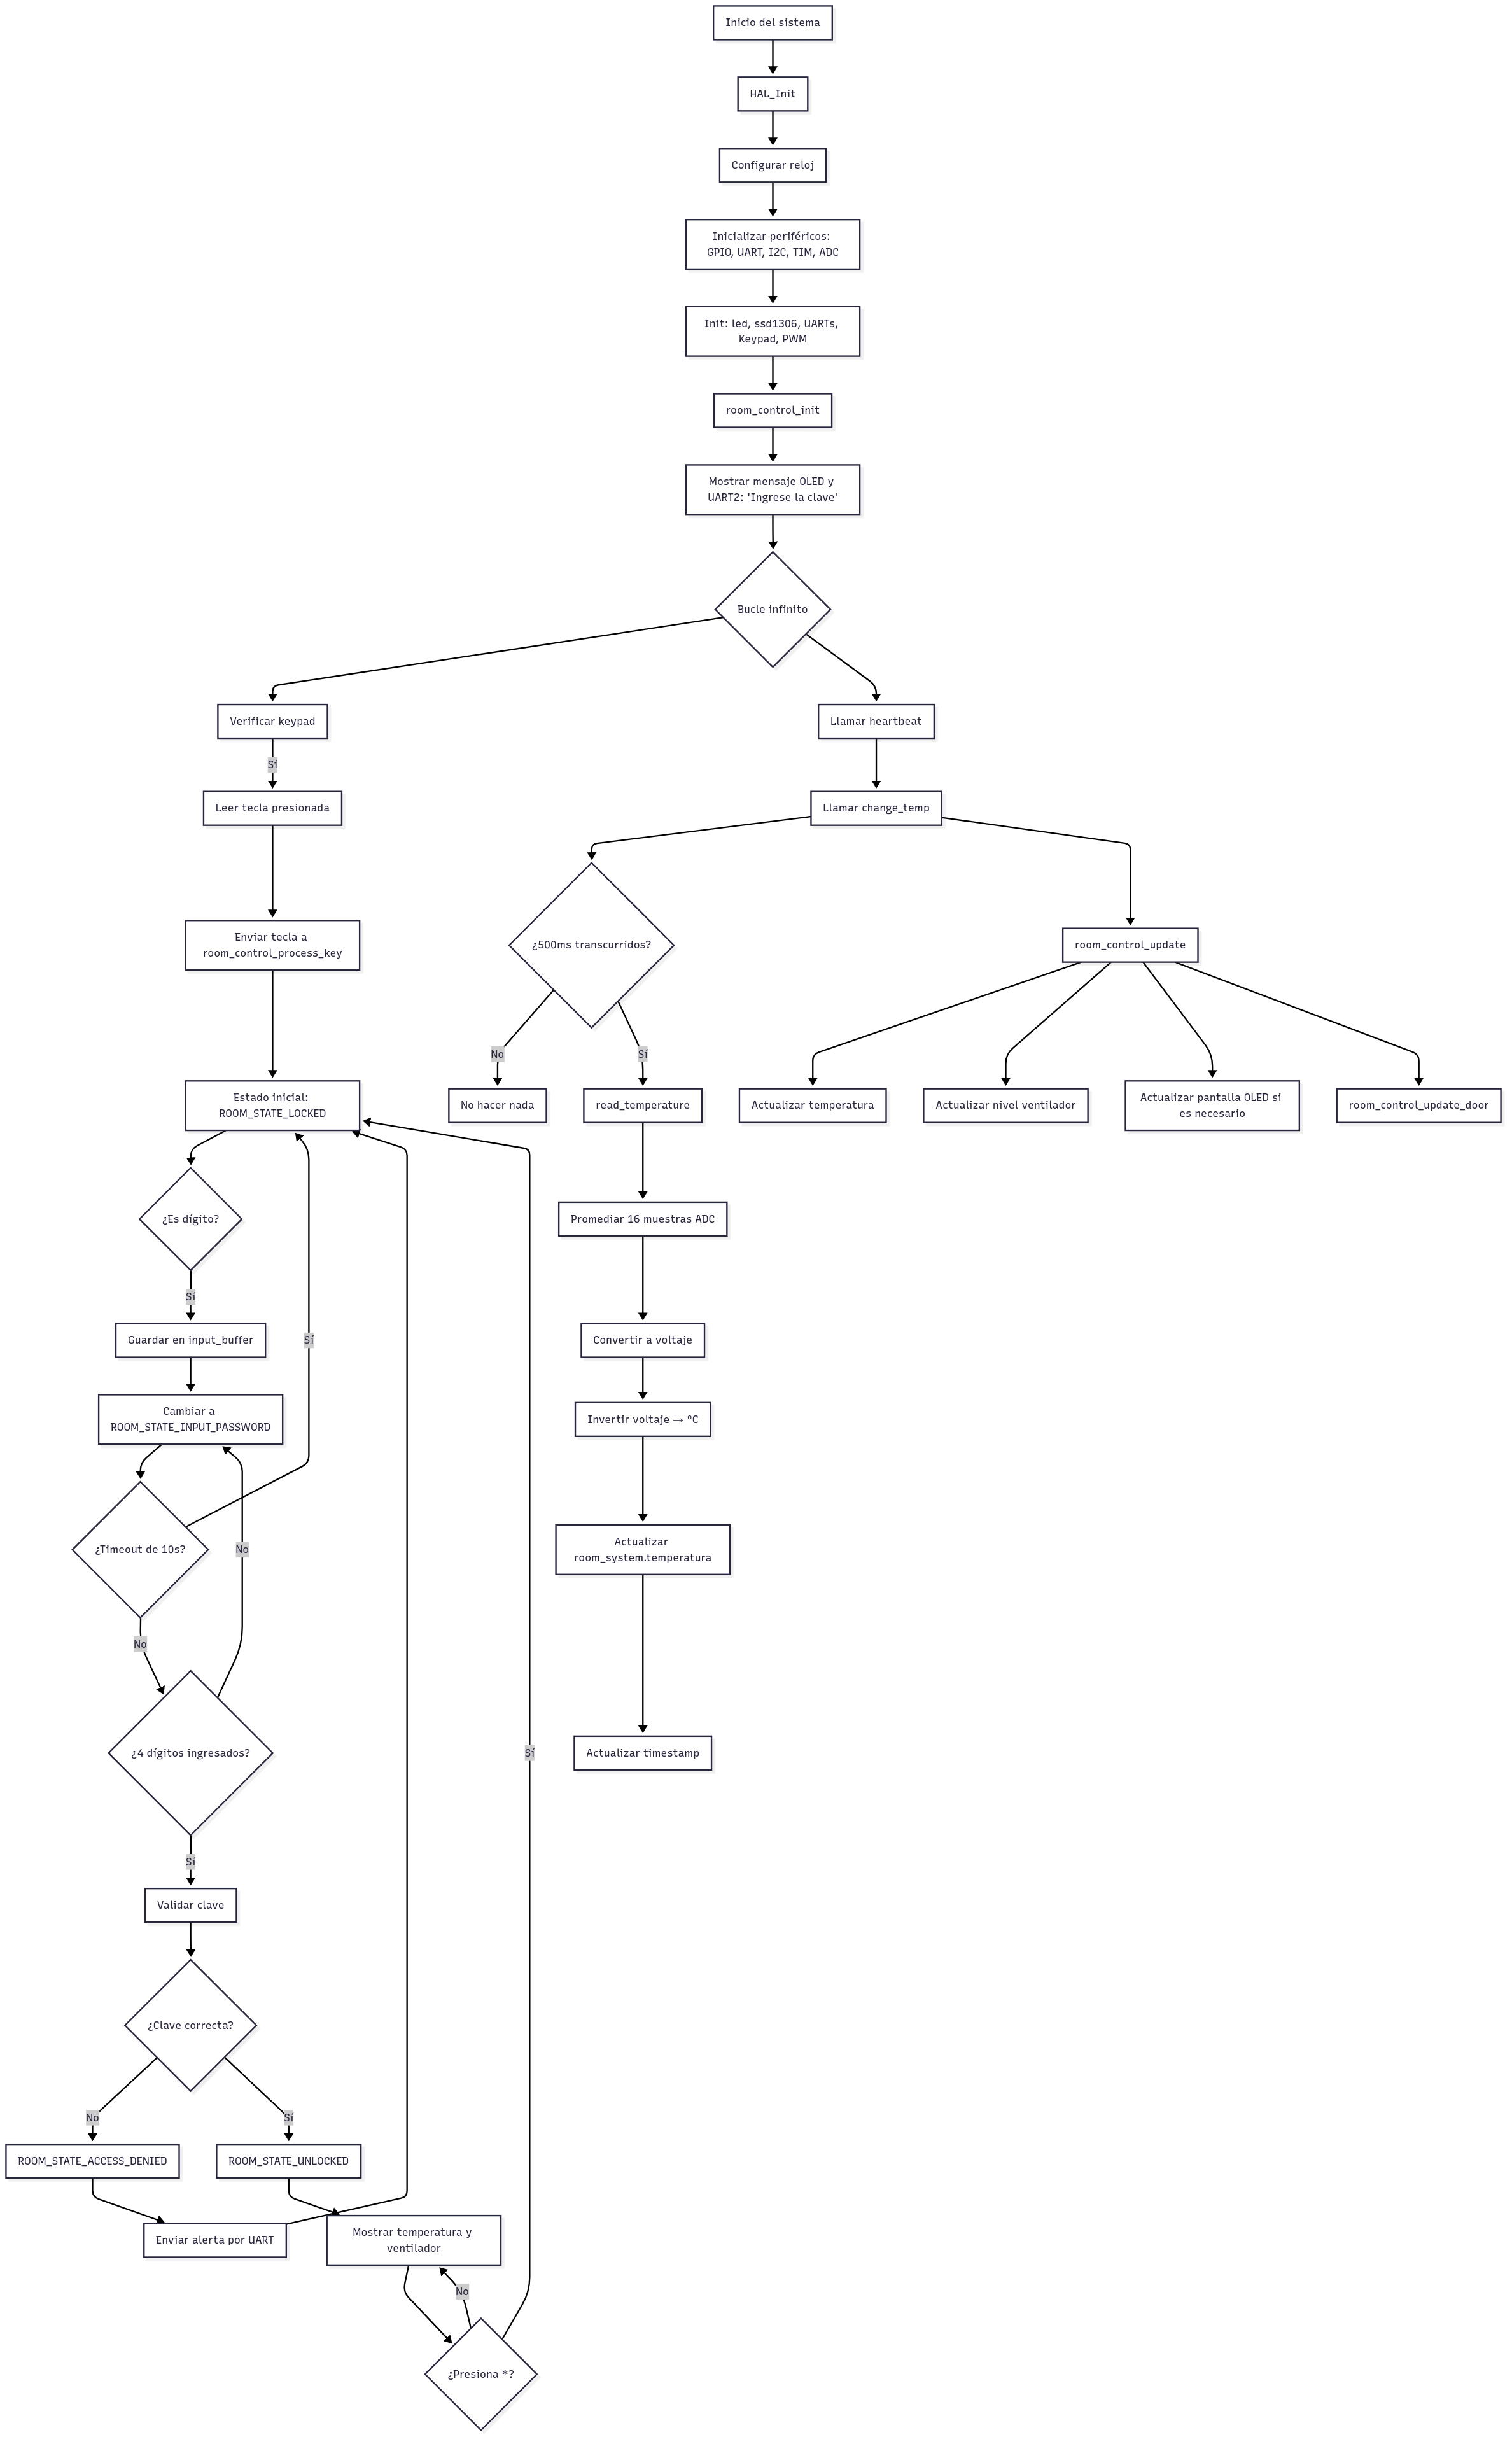 Inicio del sistema
HAL_Init
Configurar reloj
Inicializar periféricos:
GPIO, UART, I2C, TIM, ADC
Init: led, ssd1306, UARTs,
Keypad, PWM
room_control_init
Mostrar mensaje OLED y
UART2: 'Ingrese la clave'
Bucle infinito
Verificar keypad
Llamar heartbeat
Sí
Leer tecla presionada
Llamar change_temp
Enviar tecla a
room_control_process_key
¿500ms transcurridos?
room_control_update
No
Sí
Estado inicial:
ROOM_STATE_LOCKED
No hacer nada
read_temperature
Actualizar temperatura
Actualizar nivel ventilador
Actualizar pantalla OLED si
es necesario
room_control_update_door
¿Es dígito?
Promediar 16 muestras ADC
Sí
Guardar en input_buffer
Sí
Convertir a voltaje
Cambiar a
ROOM_STATE_INPUT_PASSWORD
Invertir voltaje → °C
¿Timeout de 10s?
No
Actualizar
room_system.temperatura
No
¿4 dígitos ingresados?
Sí
Actualizar timestamp
Sí
Validar clave
¿Clave correcta?
No
Sí
ROOM_STATE_ACCESS_DENIED
ROOM_STATE_UNLOCKED
Enviar alerta por UART
Mostrar temperatura y
ventilador
No
¿Presiona *?